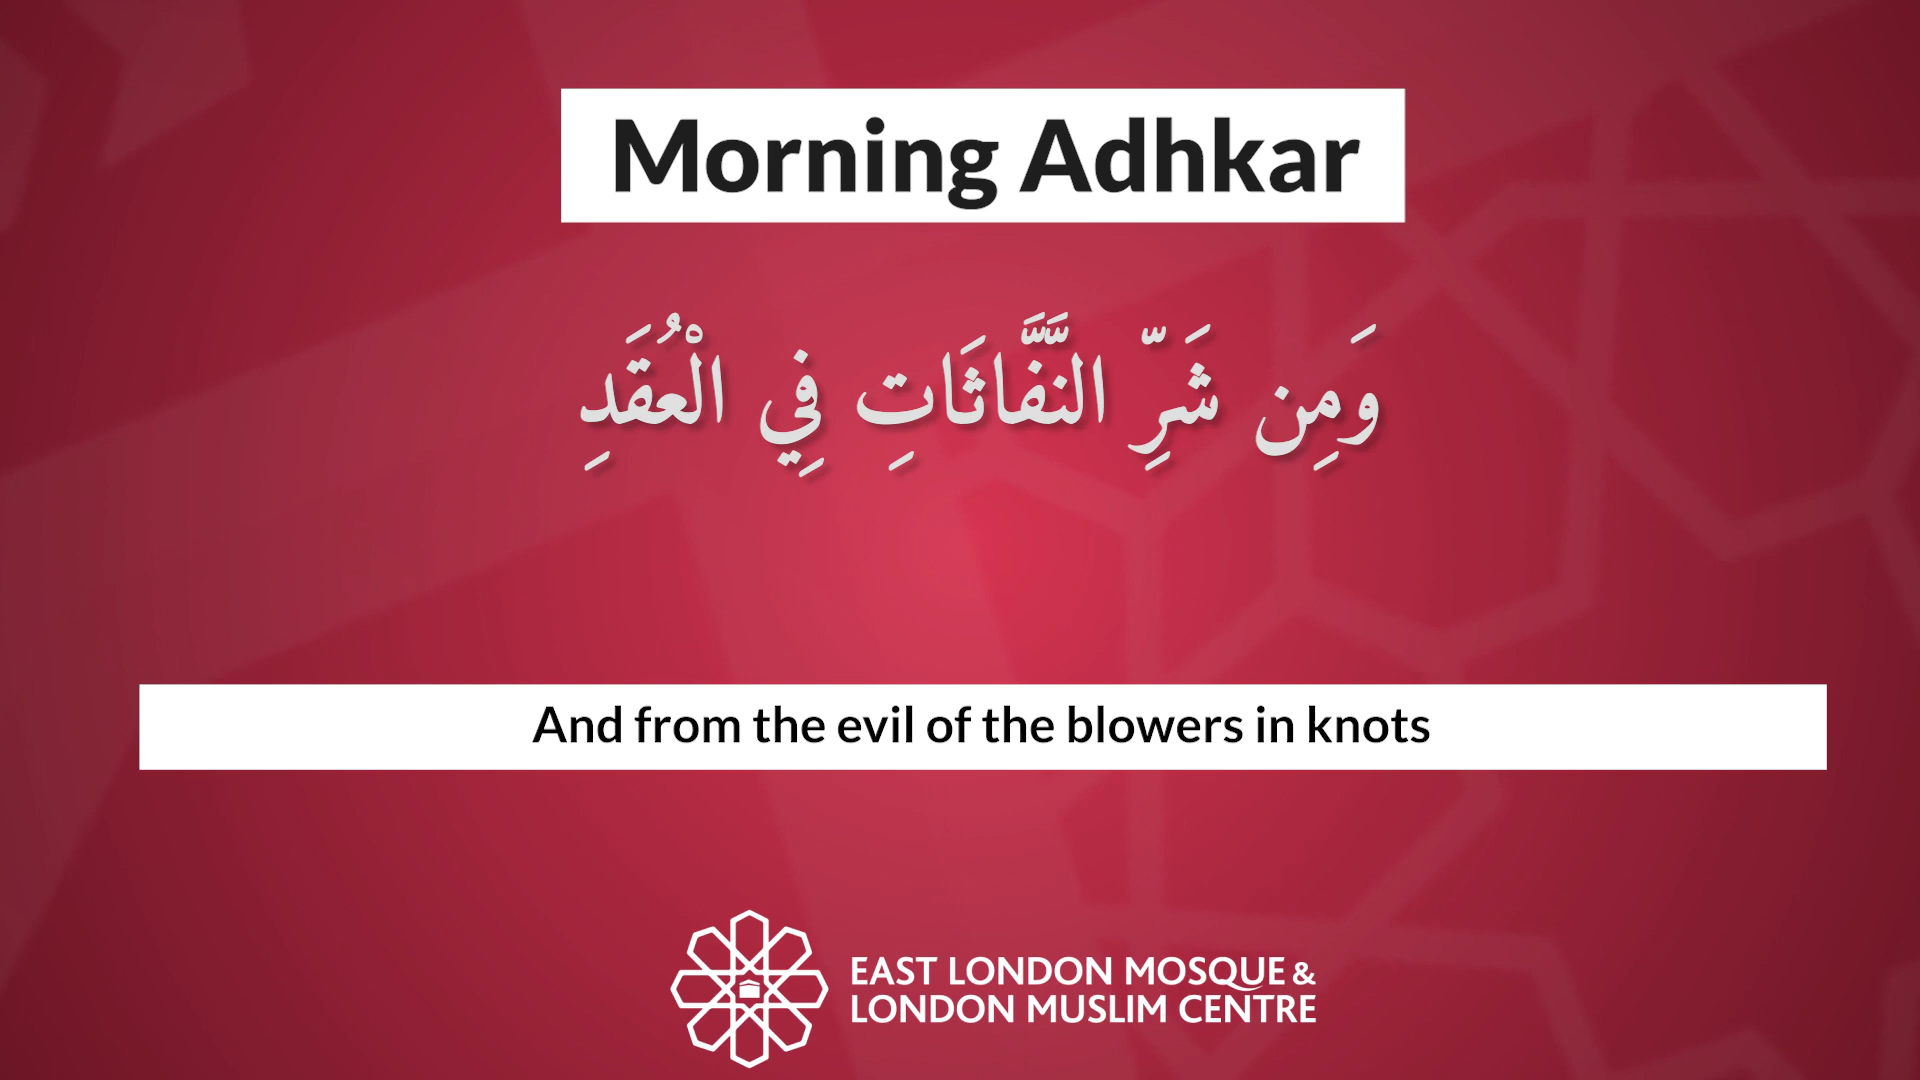 Morning Adhkar
وَمِن شَرِّ النَّفَّاثَاتِ فِي الْعُقَدِ
And from the evil of the blowers in knots
EAST LONDON MOSQUE &
LONDON MUSLIM CENTRE